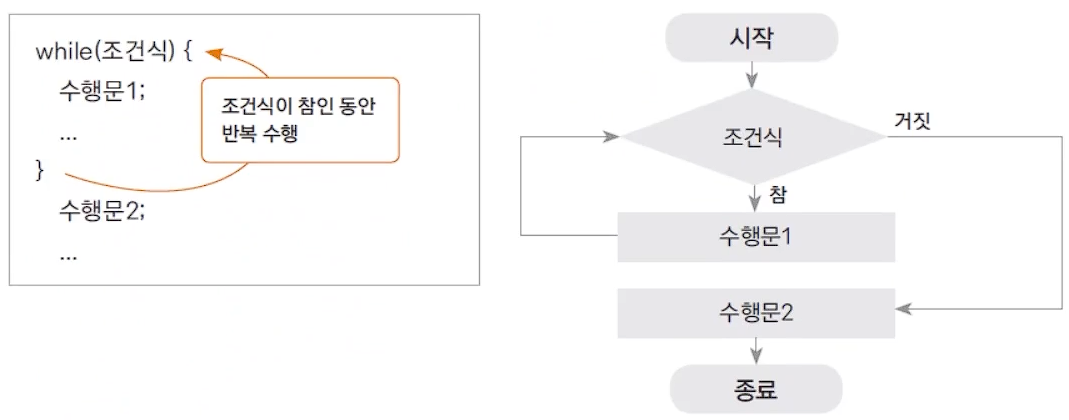 while(조건식) {
수행문1;
...
}
수행문2;
...
조건식이 참인 동안
반복 수행
시작
조건식
거짓
참
수행문1
수행문2
종료